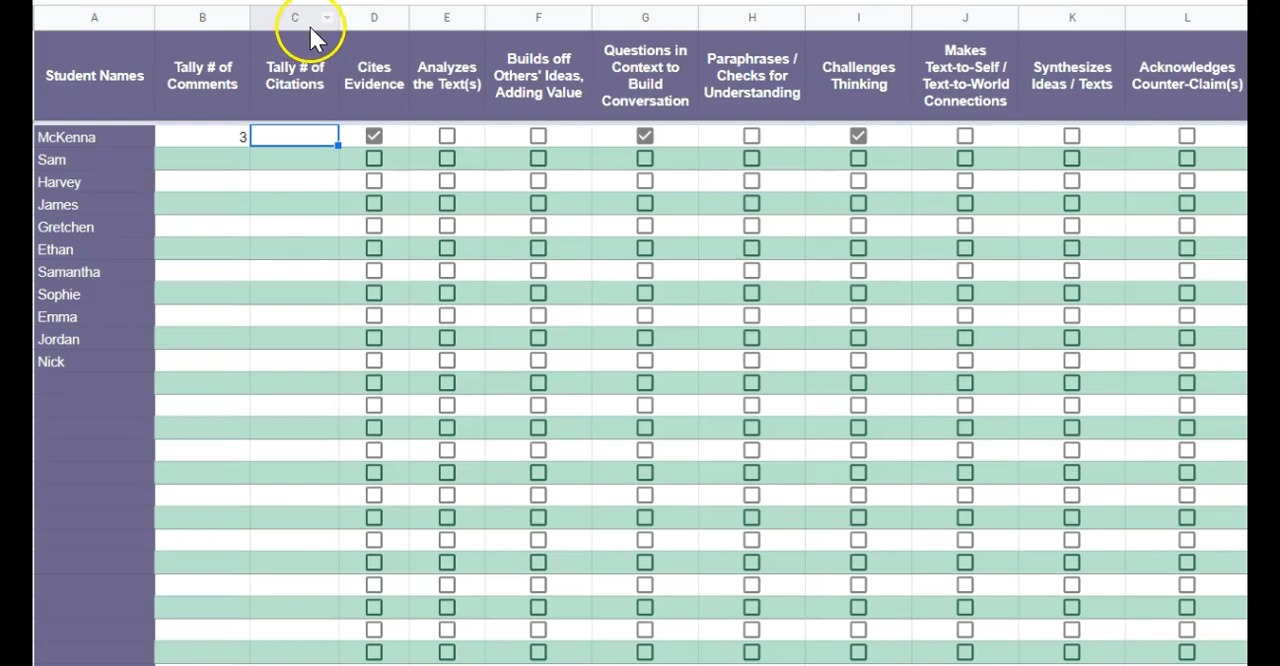 A B C D E F G H I J K L
Student Names
Tally # of
Comments
Tally # of
Citations
Cites
Evidence
Analyzes
the Text(s)
Builds off
Others' Ideas,
Adding Value
Questions in
Context to
Build
Conversation
Paraphrases /
Checks for
Understanding
Challenges
Thinking
Makes
Text-to-Self /
Text-to-World
Connections
Synthesizes
Ideas / Texts
Acknowledges
Counter-Claim(s)
McKenna 3
Sam
Harvey
James
Gretchen
Ethan
Samantha
Sophie
Emma
Jordan
Nick